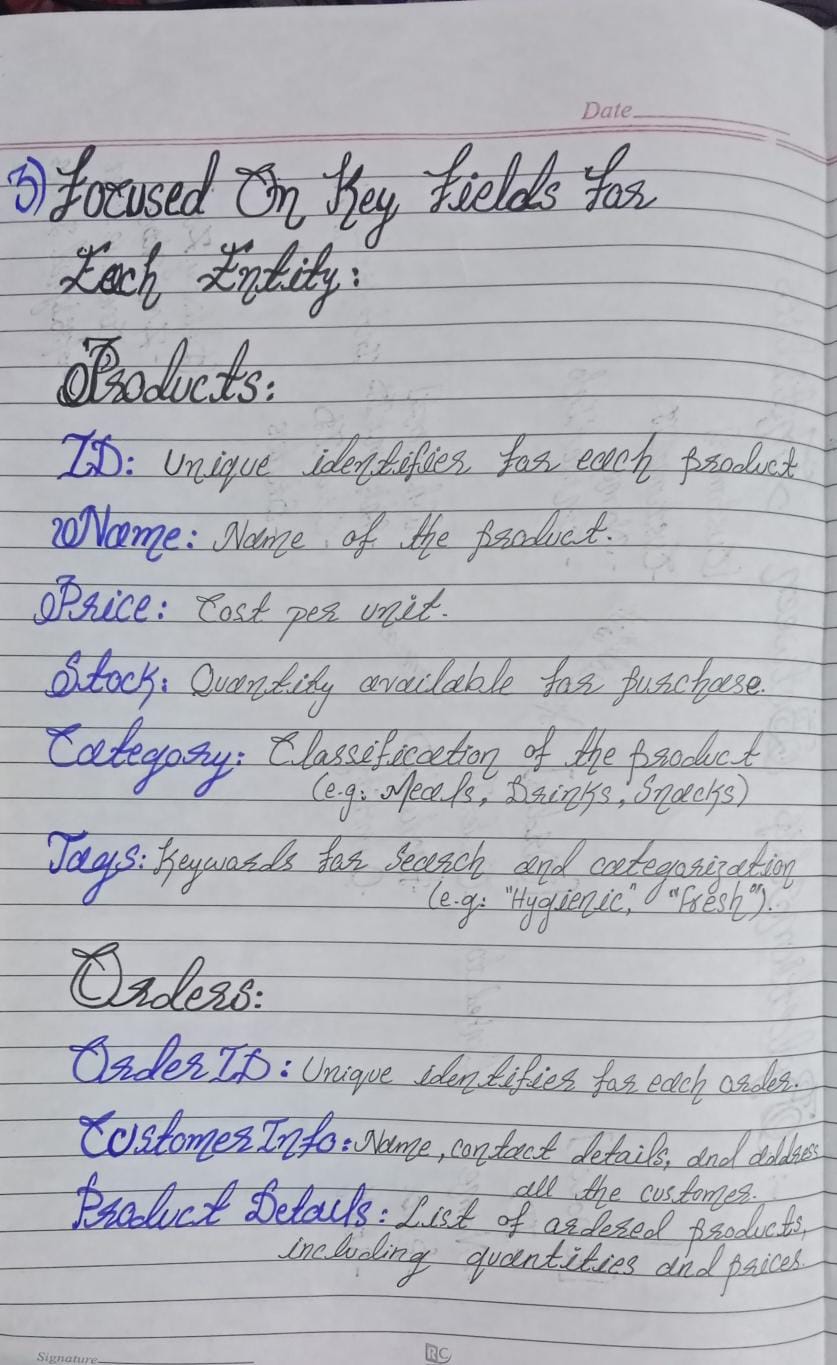 Date
3) Focused On Key Fields For
Each Entity:
Products:
ID: Unique identifier for each product
Name: Name of the product.
Price: Cost per unit.
Stock: Quantity available for purchase.
Category: Classification of the product
(e.g: Meals, Drinks, Snacks)
Tags: Keywords for Search and categorization
(e.g: "Hygienic", "Fresh").
Orders:
Order ID: Unique identifier for each order.
Customer Info: Name, contact details, and address
all the customer.
Product Details: List of ordered products,
including quantities and prices.
Signature
RC